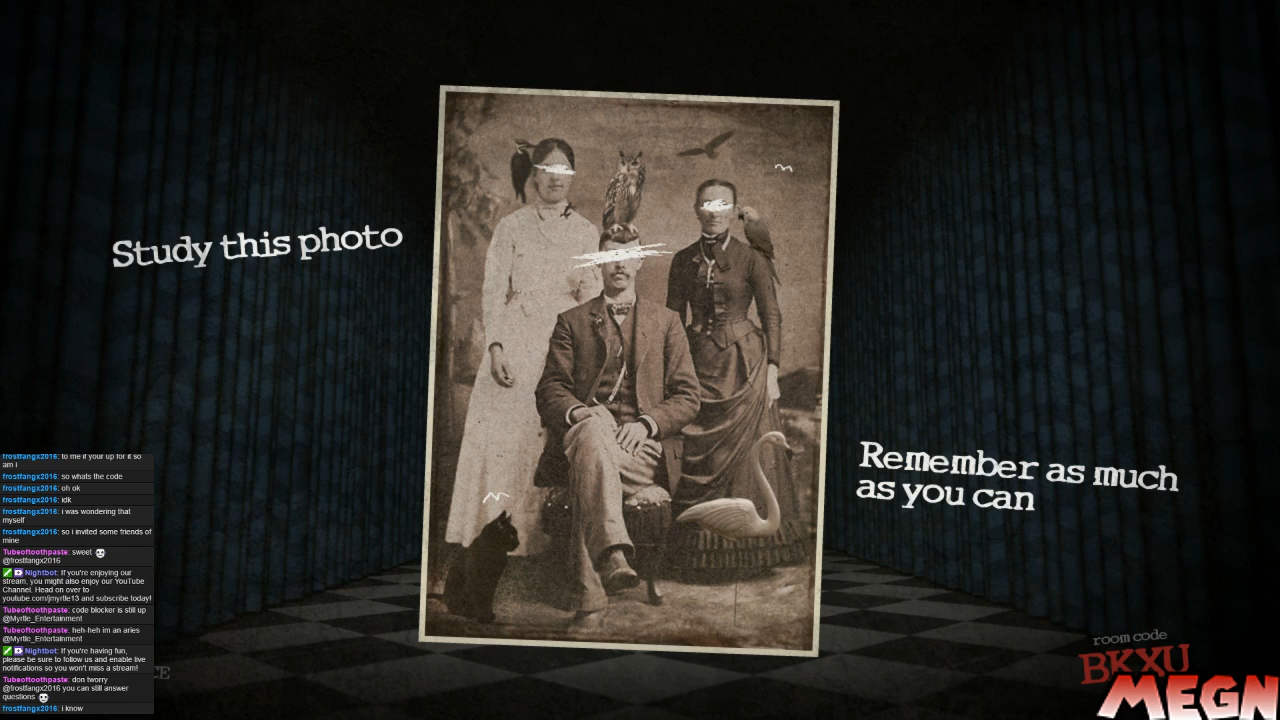 Study this photo
Remember as much
as you can
frostfangx2016: to me if your up for it so
am i
frostfangx2016: so whats the code
frostfangx2016: oh ok
frostfangx2016: idk
frostfangx2016: i was wondering that
myself
frostfangx2016: so i invited some friends of
mine
Tubeoftoothpaste: sweet
@frostfangx2016
Nightbot: If you're enjoying our
stream, you might also enjoy our YouTube
Channel. Head on over to
youtube.com/jmyrtle13 and subscribe today!
Tubeoftoothpaste: code blocker is still up
@Myrtle_Entertainment
Tubeoftoothpaste: heh-heh im an aries
@Myrtle_Entertainment
Nightbot: If you're having fun,
please be sure to follow us and enable live
notifications so you won't miss a stream!
Tubeoftoothpaste: don tworry
@frostfangx2016 you can still answer
questions
frostfangx2016: i know
room code
BKXU
MEGN